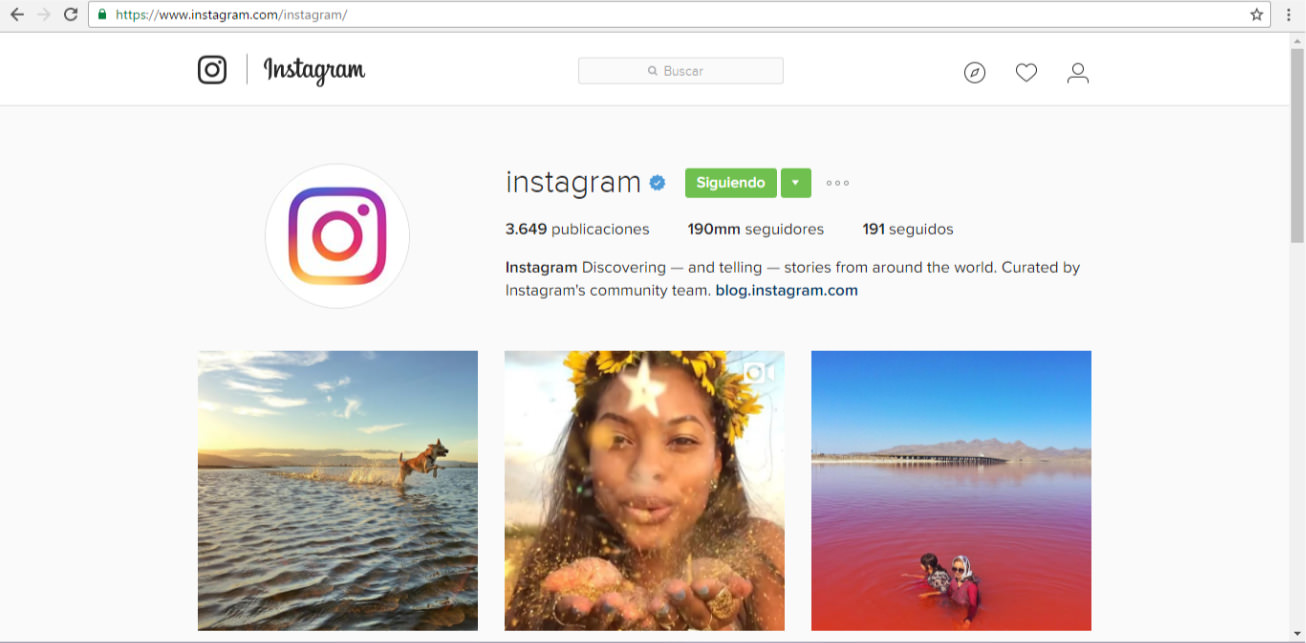 https://www.instagram.com/instagram/
Instagram
Buscar
instagram Siguiendo
3.649 publicaciones 190mm seguidores 191 seguidos
Instagram Discovering — and telling — stories from around the world. Curated by
Instagram's community team. blog.instagram.com